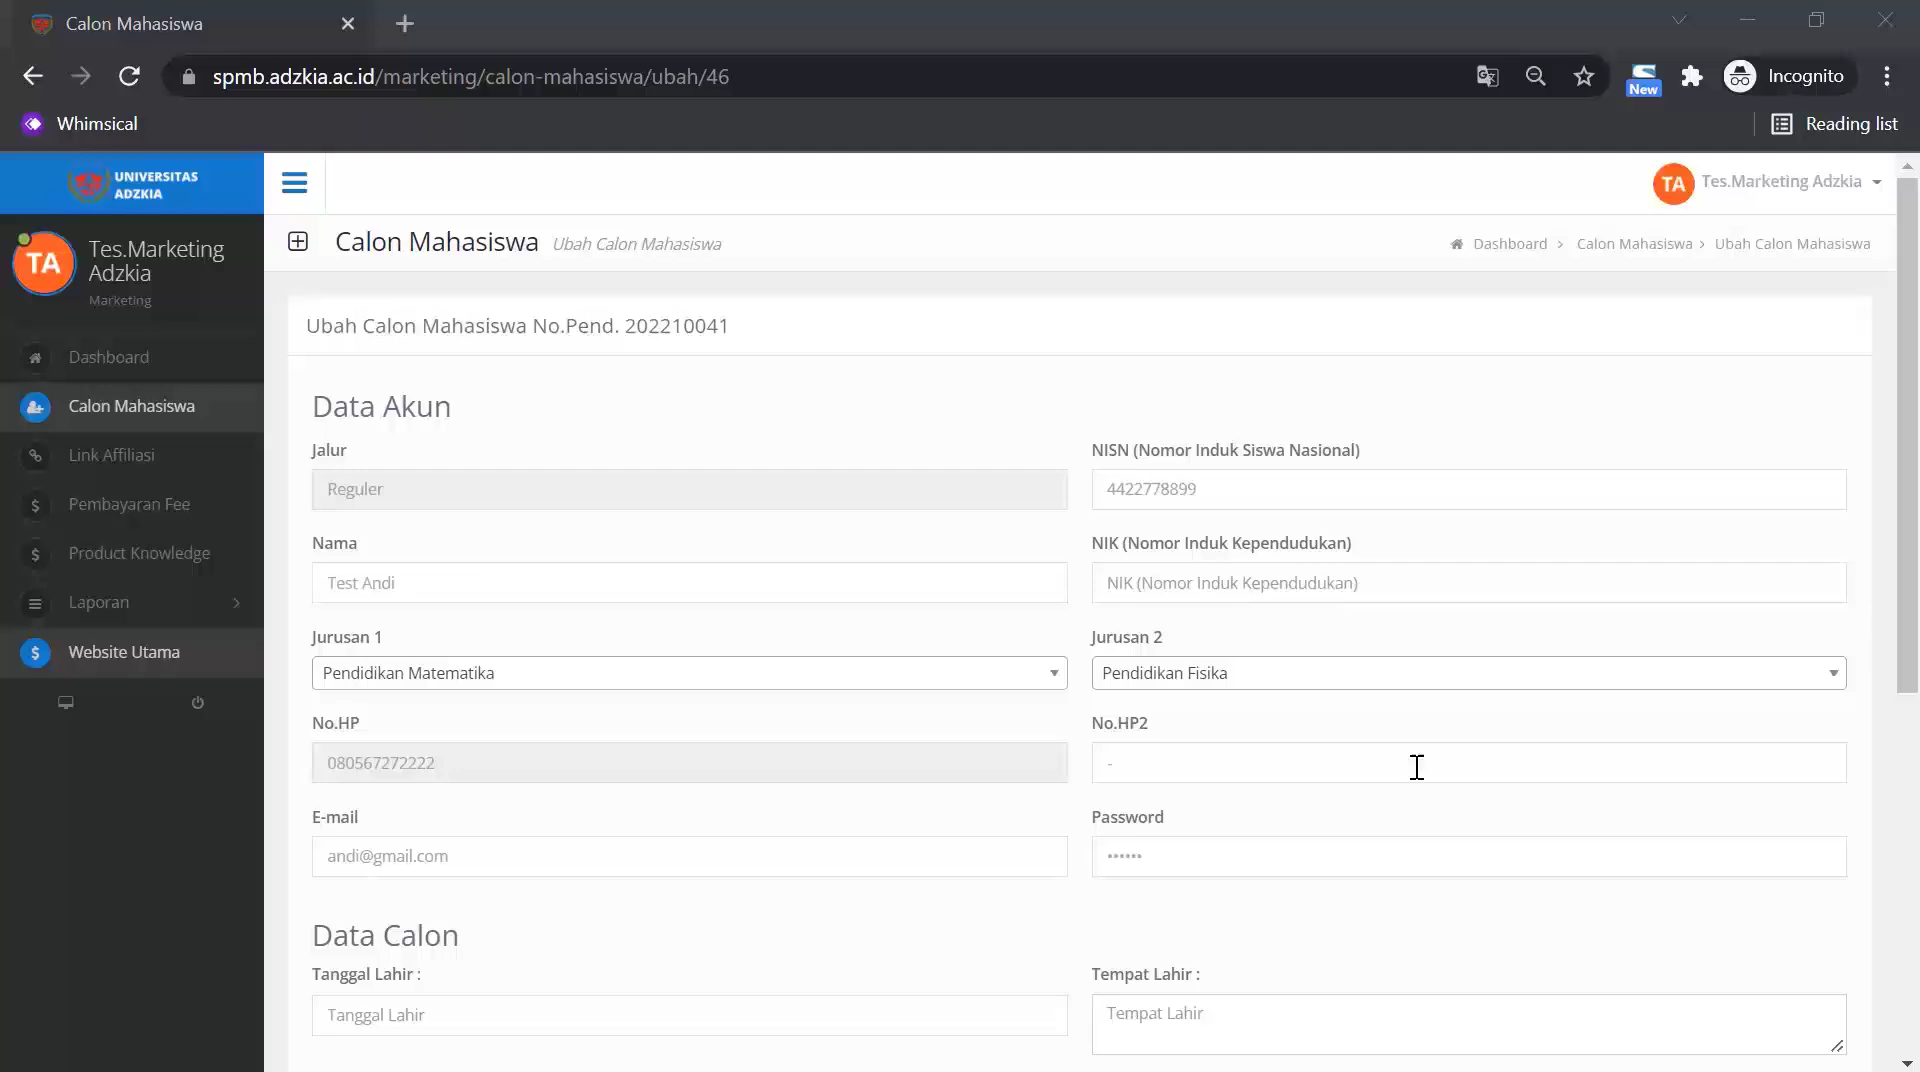 Calon Mahasiswa
spmb.adzkia.ac.id/marketing/calon-mahasiswa/ubah/46
New
Incognito
Whimsical
Reading list
UNIVERSITAS
ADZKIA
TA
Tes.Marketing Adzkia
TA
Tes.Marketing
Adzkia
Marketing
Dashboard
Calon Mahasiswa
Link Affiliasi
Pembayaran Fee
Product Knowledge
Laporan
Website Utama
Calon Mahasiswa Ubah Calon Mahasiswa
Dashboard > Calon Mahasiswa > Ubah Calon Mahasiswa
Ubah Calon Mahasiswa No.Pend. 202210041
Data Akun
Jalur
NISN (Nomor Induk Siswa Nasional)
Reguler
4422778899
Nama
NIK (Nomor Induk Kependudukan)
Test Andi
NIK (Nomor Induk Kependudukan)
Jurusan 1
Jurusan 2
Pendidikan Matematika
Pendidikan Fisika
No.HP
No.HP2
080567272222
-
E-mail
Password
andi@gmail.com
••••••
Data Calon
Tanggal Lahir :
Tempat Lahir :
Tanggal Lahir
Tempat Lahir